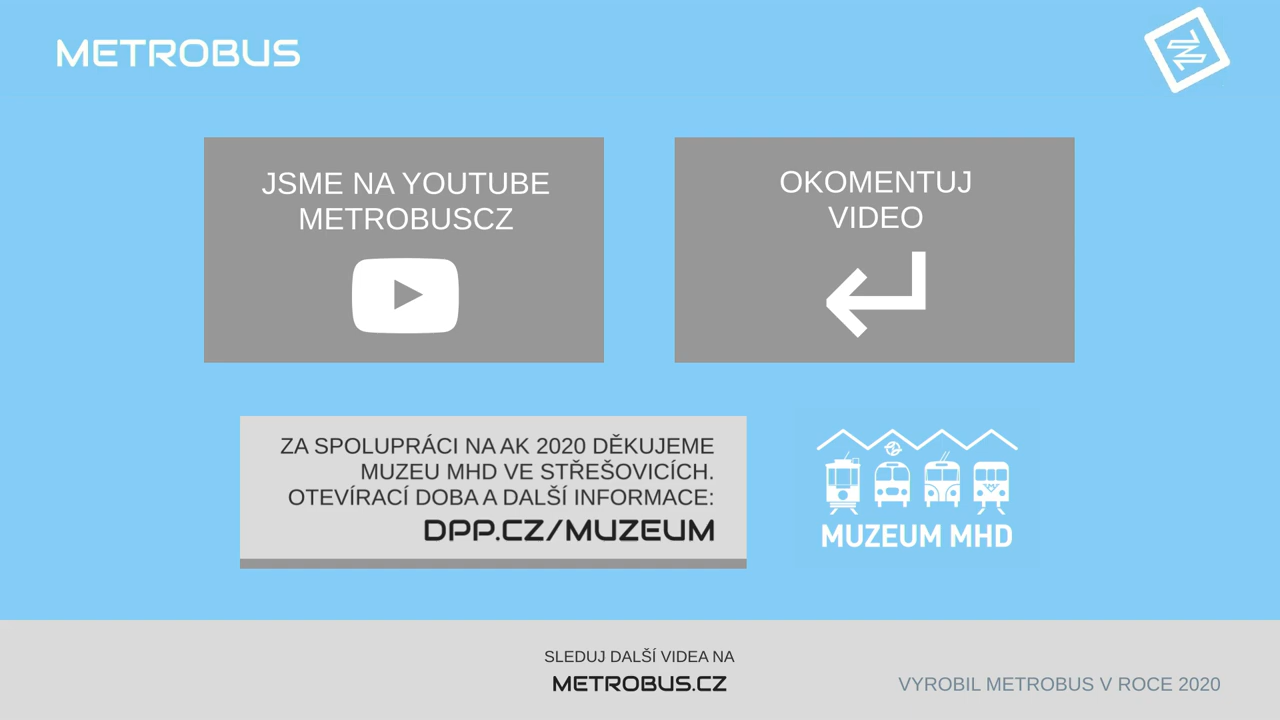 METROBUS
JSME NA YOUTUBE
METROBUSCZ
OKOMENTUJ
VIDEO
ZA SPOLUPRÁCI NA AK 2020 DĚKUJEME
MUZEU MHD VE STŘEŠOVICÍCH.
OTEVÍRACÍ DOBA A DALŠÍ INFORMACE:
DPP.CZ/MUZEUM
MUZEUM MHD
SLEDUJ DALŠÍ VIDEA NA
METROBUS.CZ
VYROBIL METROBUS V ROCE 2020